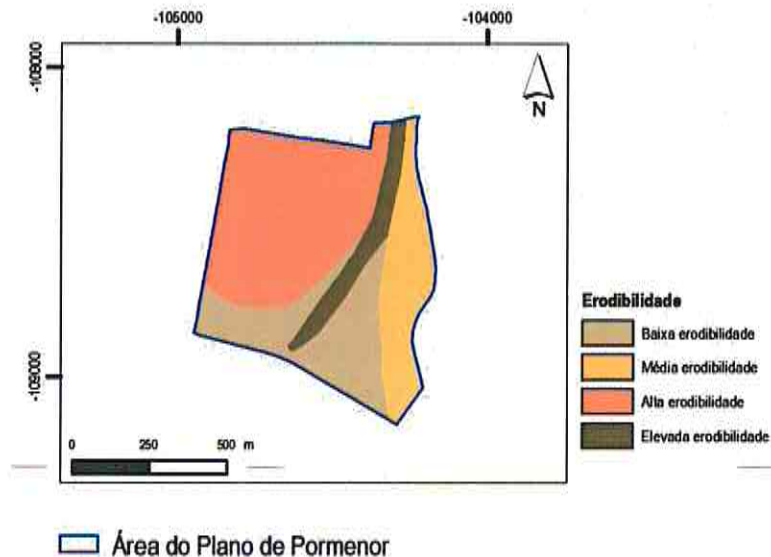 -105000
-104000
-108000
N
-109000
0
250
500 m
Erodibilidade
Baixa erodibilidade
Média erodibilidade
Alta erodibilidade
Elevada erodibilidade
Área do Plano de Pormenor